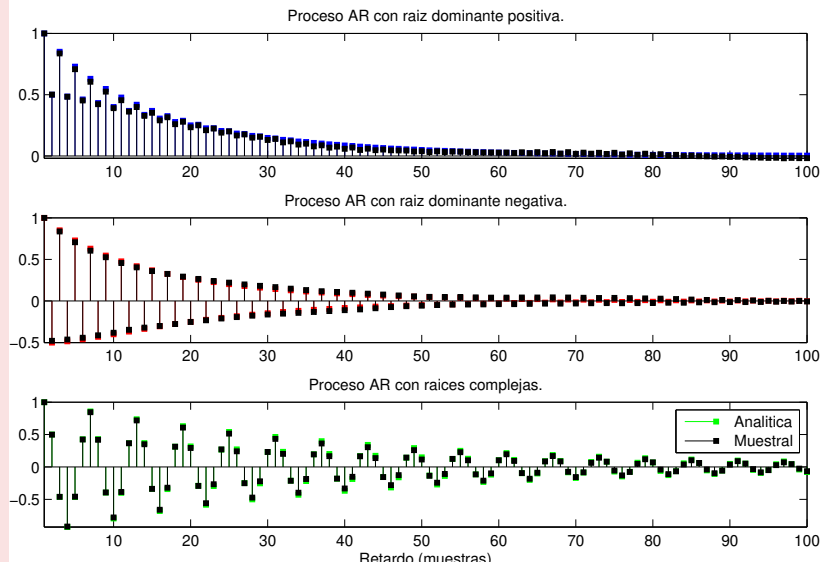 Proceso AR con raiz dominante positiva.
1
0.5
0
10 20 30 40 50 60 70 80 90 100
Proceso AR con raiz dominante negativa.
1
0.5
0
−0.5
10 20 30 40 50 60 70 80 90 100
Proceso AR con raices complejas.
1
0.5
0
−0.5
Analitica
Muestral
10 20 30 40 50 60 70 80 90 100
Retardo (muestras)